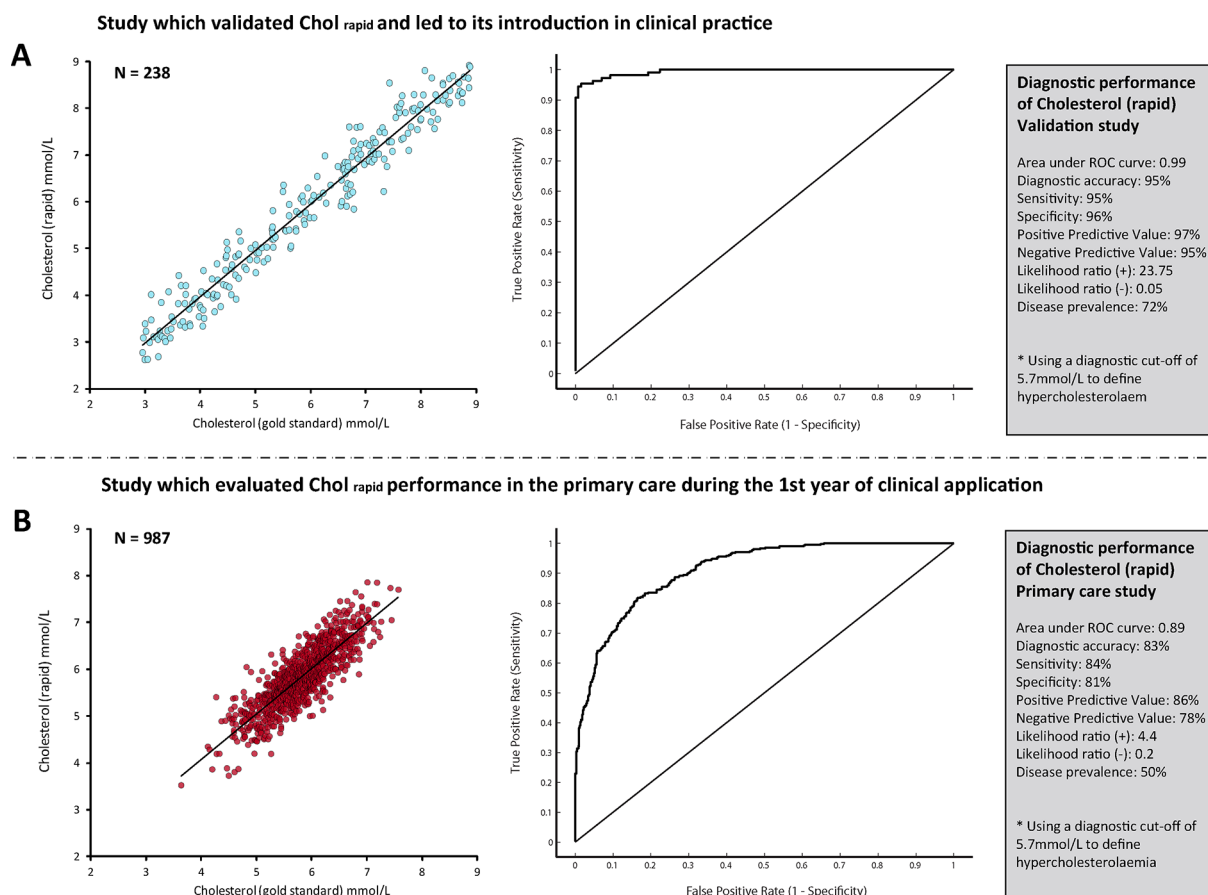 Study which validated Chol rapid and led to its introduction in clinical practice
A
N = 238
Cholesterol (rapid) mmol/L
9
8
7
6
5
4
3
2
2 3 4 5 6 7 8 9
Cholesterol (gold standard) mmol/L
True Positive Rate (Sensitivity)
1
0.9
0.8
0.7
0.6
0.5
0.4
0.3
0.2
0.1
0
0 0.1 0.2 0.3 0.4 0.5 0.6 0.7 0.8 0.9 1
False Positive Rate (1 - Specificity)
Diagnostic performance
of Cholesterol (rapid)
Validation study
Area under ROC curve: 0.99
Diagnostic accuracy: 95%
Sensitivity: 95%
Specificity: 96%
Positive Predictive Value: 97%
Negative Predictive Value: 95%
Likelihood ratio (+): 23.75
Likelihood ratio (-): 0.05
Disease prevalence: 72%
* Using a diagnostic cut-off of
5.7mmol/L to define
hypercholesterolaem
Study which evaluated Chol rapid performance in the primary care during the 1st year of clinical application
B
N = 987
Cholesterol (rapid) mmol/L
9
8
7
6
5
4
3
2
2 3 4 5 6 7 8 9
Cholesterol (gold standard) mmol/L
True Positive Rate (Sensitivity)
1
0.9
0.8
0.7
0.6
0.5
0.4
0.3
0.2
0.1
0
0 0.1 0.2 0.3 0.4 0.5 0.6 0.7 0.8 0.9 1
False Positive Rate (1 - Specificity)
Diagnostic performance
of Cholesterol (rapid)
Primary care study
Area under ROC curve: 0.89
Diagnostic accuracy: 83%
Sensitivity: 84%
Specificity: 81%
Positive Predictive Value: 86%
Negative Predictive Value: 78%
Likelihood ratio (+): 4.4
Likelihood ratio (-): 0.2
Disease prevalence: 50%
* Using a diagnostic cut-off of
5.7mmol/L to define
hypercholesterolaemia